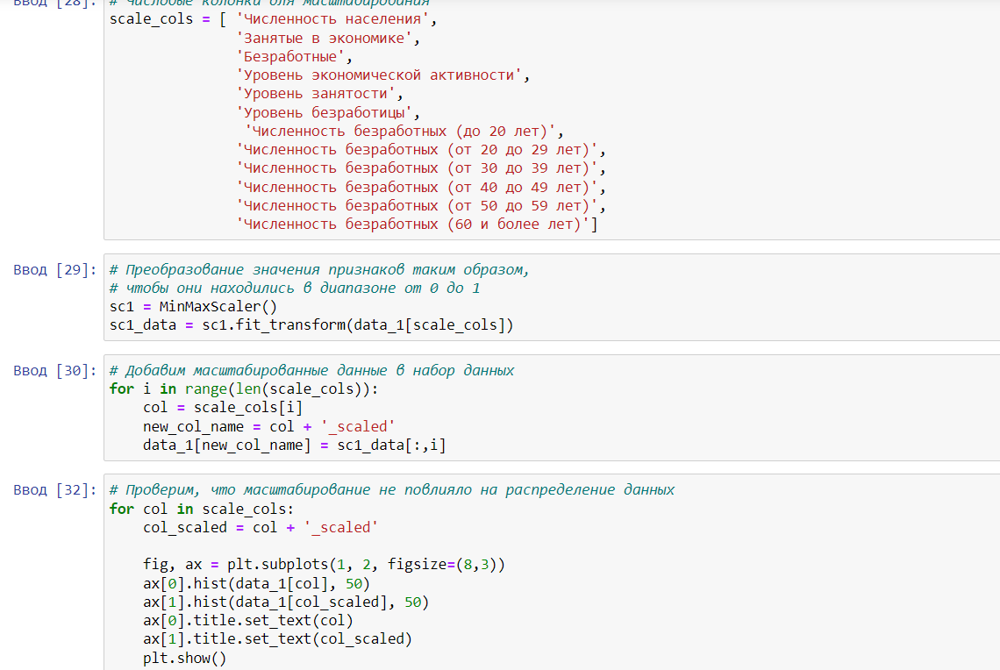 Ввод [28]: # Числовые колонки для масштабирования
scale_cols = [ 'Численность населения',
'Занятые в экономике',
'Безработные',
'Уровень экономической активности',
'Уровень занятости',
'Уровень безработицы',
'Численность безработных (до 20 лет)',
'Численность безработных (от 20 до 29 лет)',
'Численность безработных (от 30 до 39 лет)',
'Численность безработных (от 40 до 49 лет)',
'Численность безработных (от 50 до 59 лет)',
'Численность безработных (60 и более лет)']
Ввод [29]: # Преобразование значения признаков таким образом,
# чтобы они находились в диапазоне от 0 до 1
sc1 = MinMaxScaler()
sc1_data = sc1.fit_transform(data_1[scale_cols])
Ввод [30]: # Добавим масштабированные данные в набор данных
for i in range(len(scale_cols)):
col = scale_cols[i]
new_col_name = col + '_scaled'
data_1[new_col_name] = sc1_data[:,i]
Ввод [32]: # Проверим, что масштабирование не повлияло на распределение данных
for col in scale_cols:
col_scaled = col + '_scaled'
fig, ax = plt.subplots(1, 2, figsize=(8,3))
ax[0].hist(data_1[col], 50)
ax[1].hist(data_1[col_scaled], 50)
ax[0].title.set_text(col)
ax[1].title.set_text(col_scaled)
plt.show()